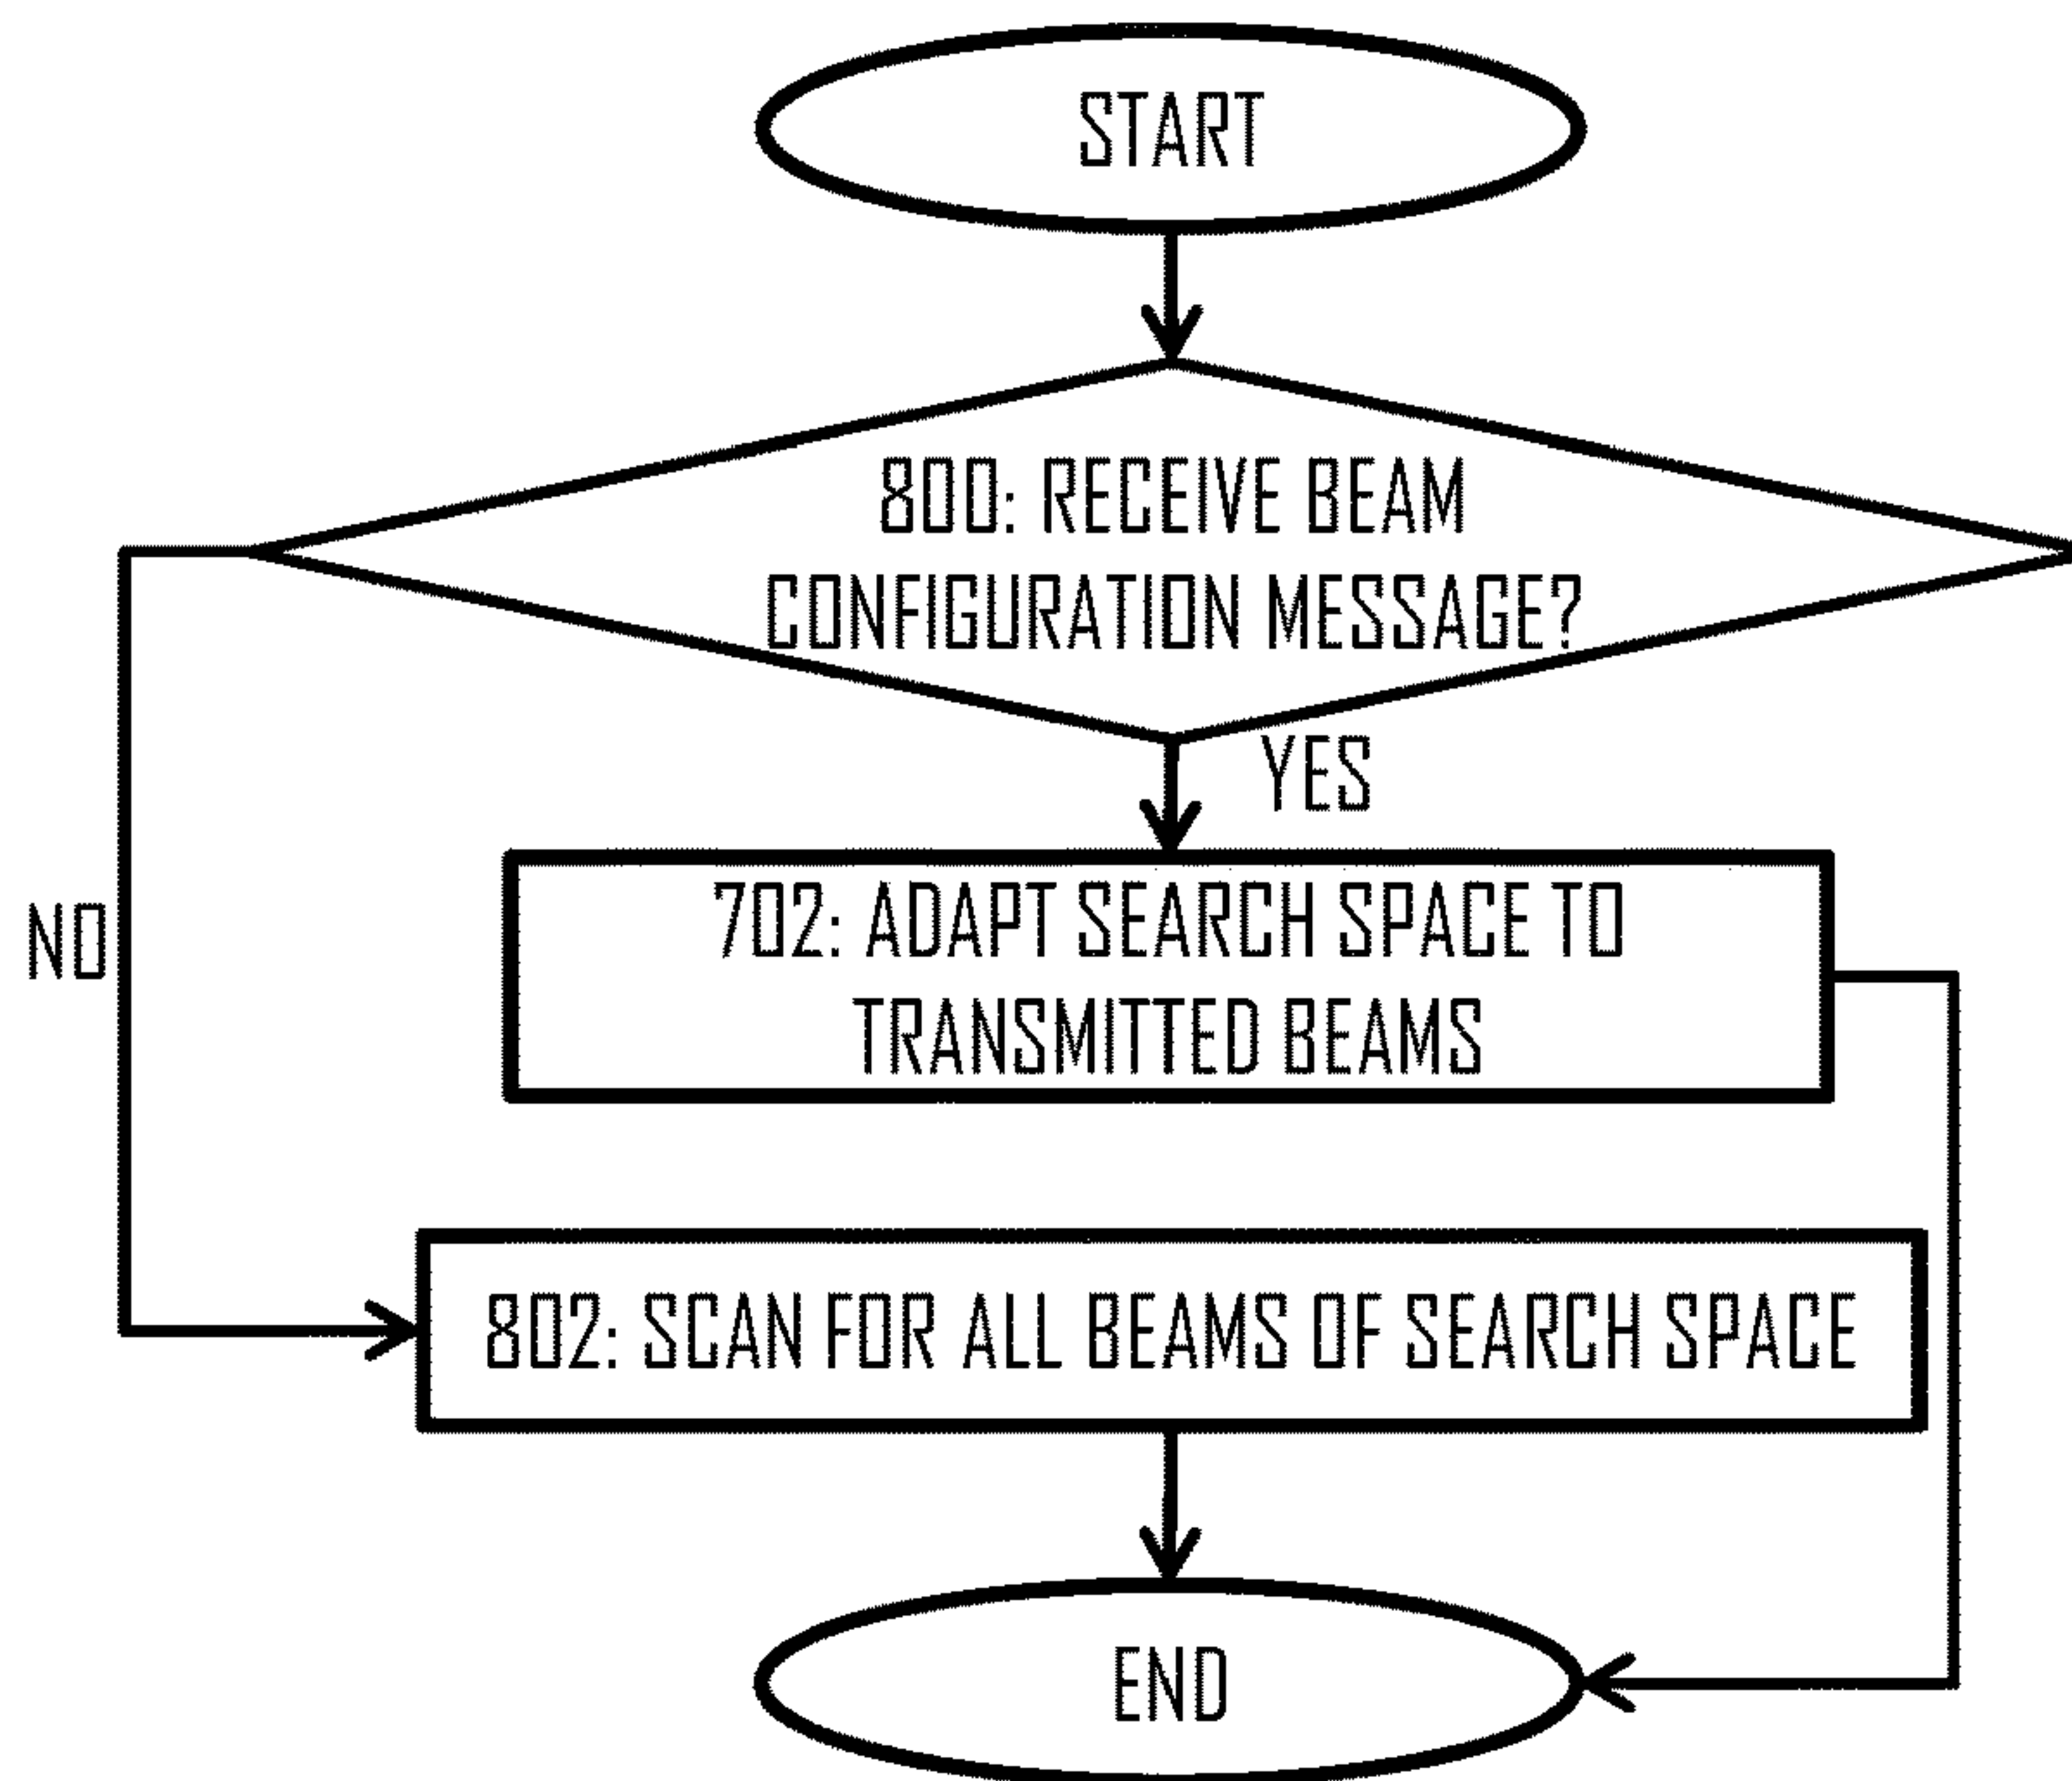 START
800: RECEIVE BEAM
CONFIGURATION MESSAGE?
YES
702: ADAPT SEARCH SPACE TO
TRANSMITTED BEAMS
NO
802: SCAN FOR ALL BEAMS OF SEARCH SPACE
END